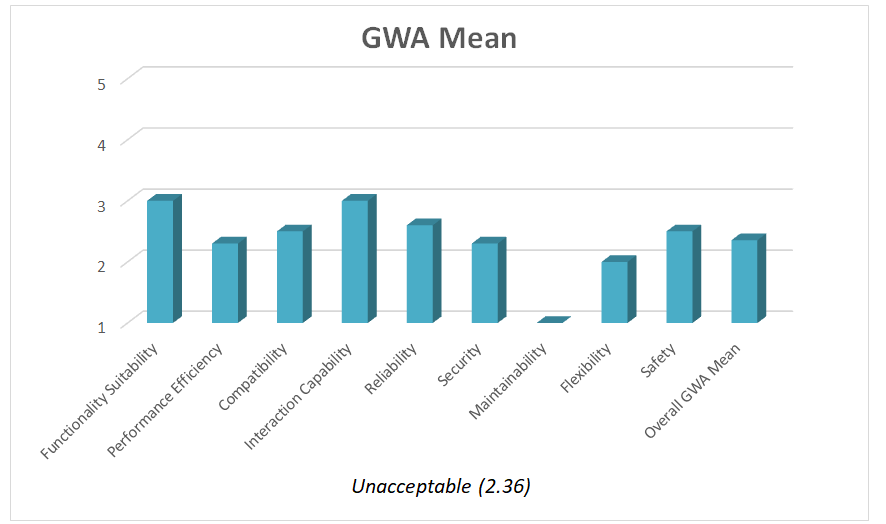 GWA Mean
5
4
3
2
1
Functionality Suitability
Performance Efficiency
Compatibility
Interaction Capability
Reliability
Security
Maintainability
Flexibility
Safety
Overall GWA Mean
Unacceptable (2.36)